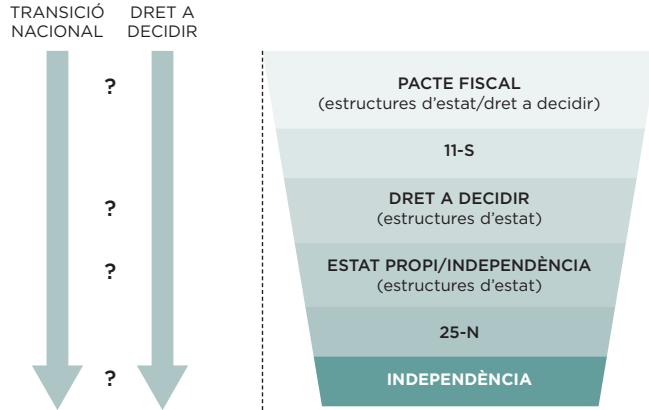 TRANSICIÓ
NACIONAL
DRET A
DECIDIR
?
?
?
?
PACTE FISCAL
(estructures d'estat/dret a decidir)
11-S
DRET A DECIDIR
(estructures d'estat)
ESTAT PROPI/INDEPENDÈNCIA
(estructures d'estat)
25-N
INDEPENDÈNCIA